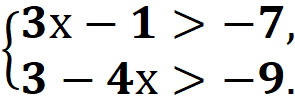 3x − 1 > −7,
3 − 4x > −9.